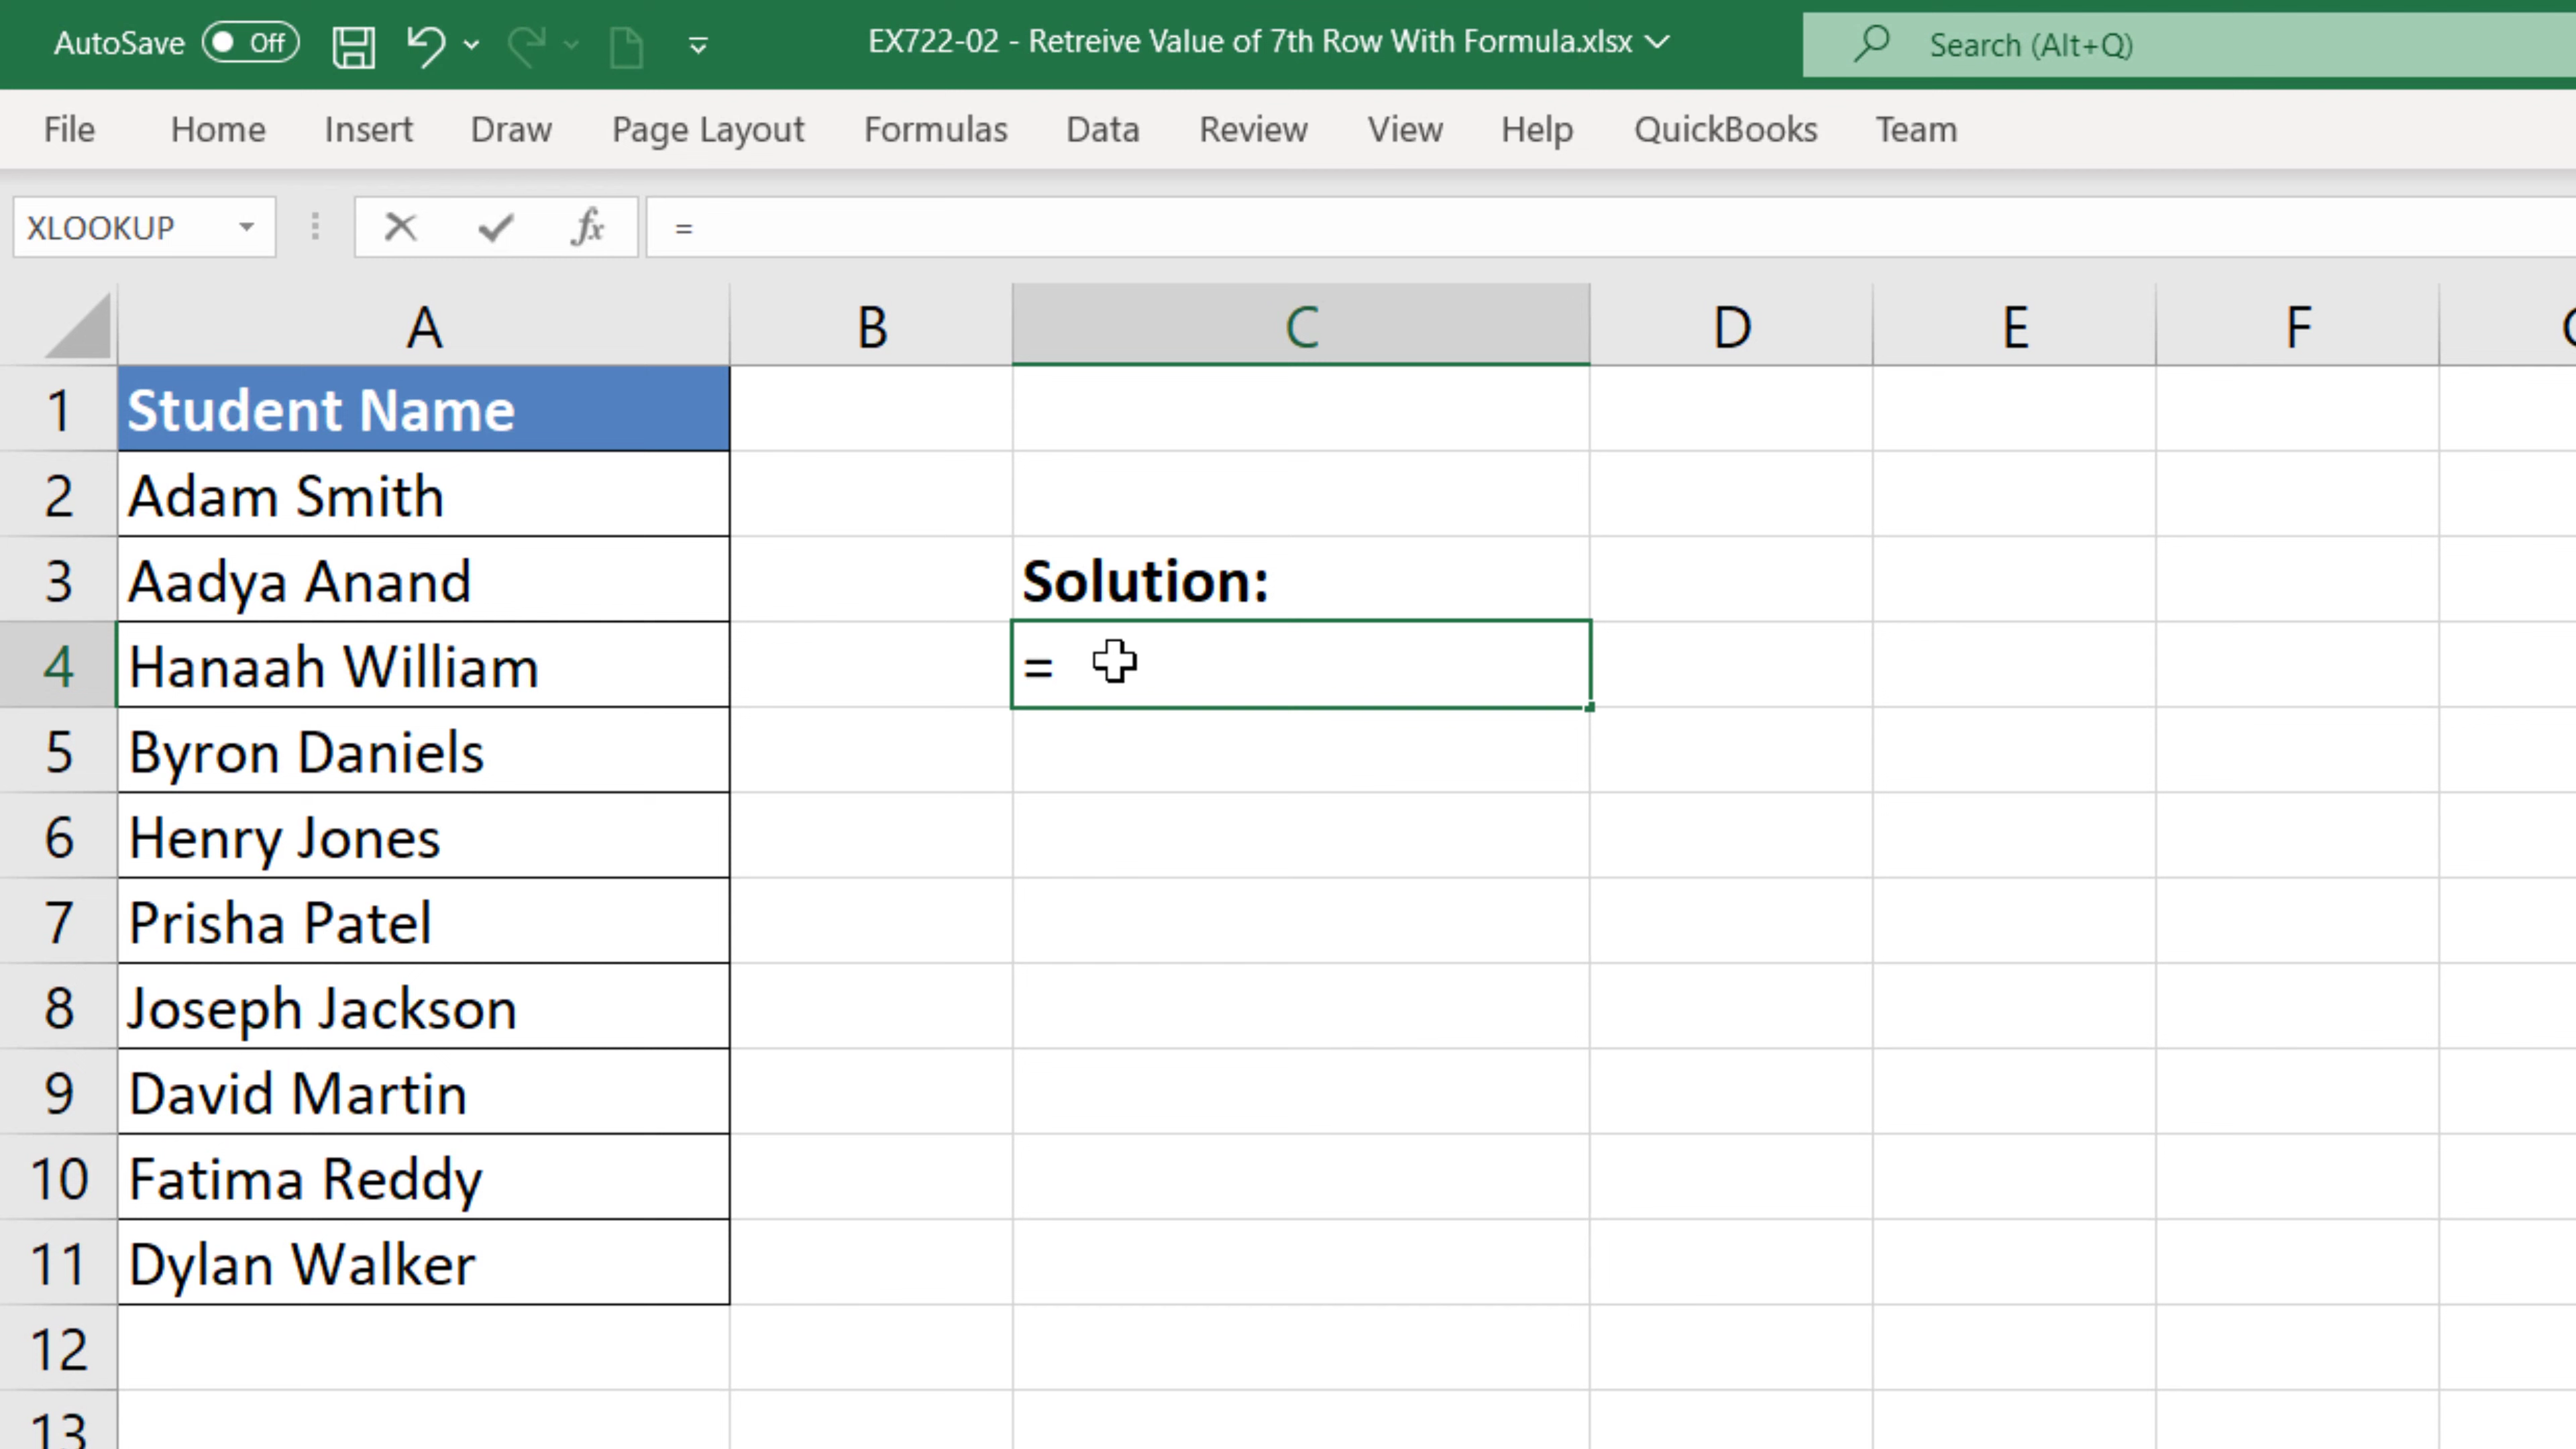 AutoSave Off EX722-02 - Retreive Value of 7th Row With Formula.xlsx Search (Alt+Q)
File Home Insert Draw Page Layout Formulas Data Review View Help QuickBooks Team
XLOOKUP fx =
A B C D E F
1 Student Name
2 Adam Smith
3 Aadya Anand Solution:
4 Hanaah William =
5 Byron Daniels
6 Henry Jones
7 Prisha Patel
8 Joseph Jackson
9 David Martin
10 Fatima Reddy
11 Dylan Walker
12
13